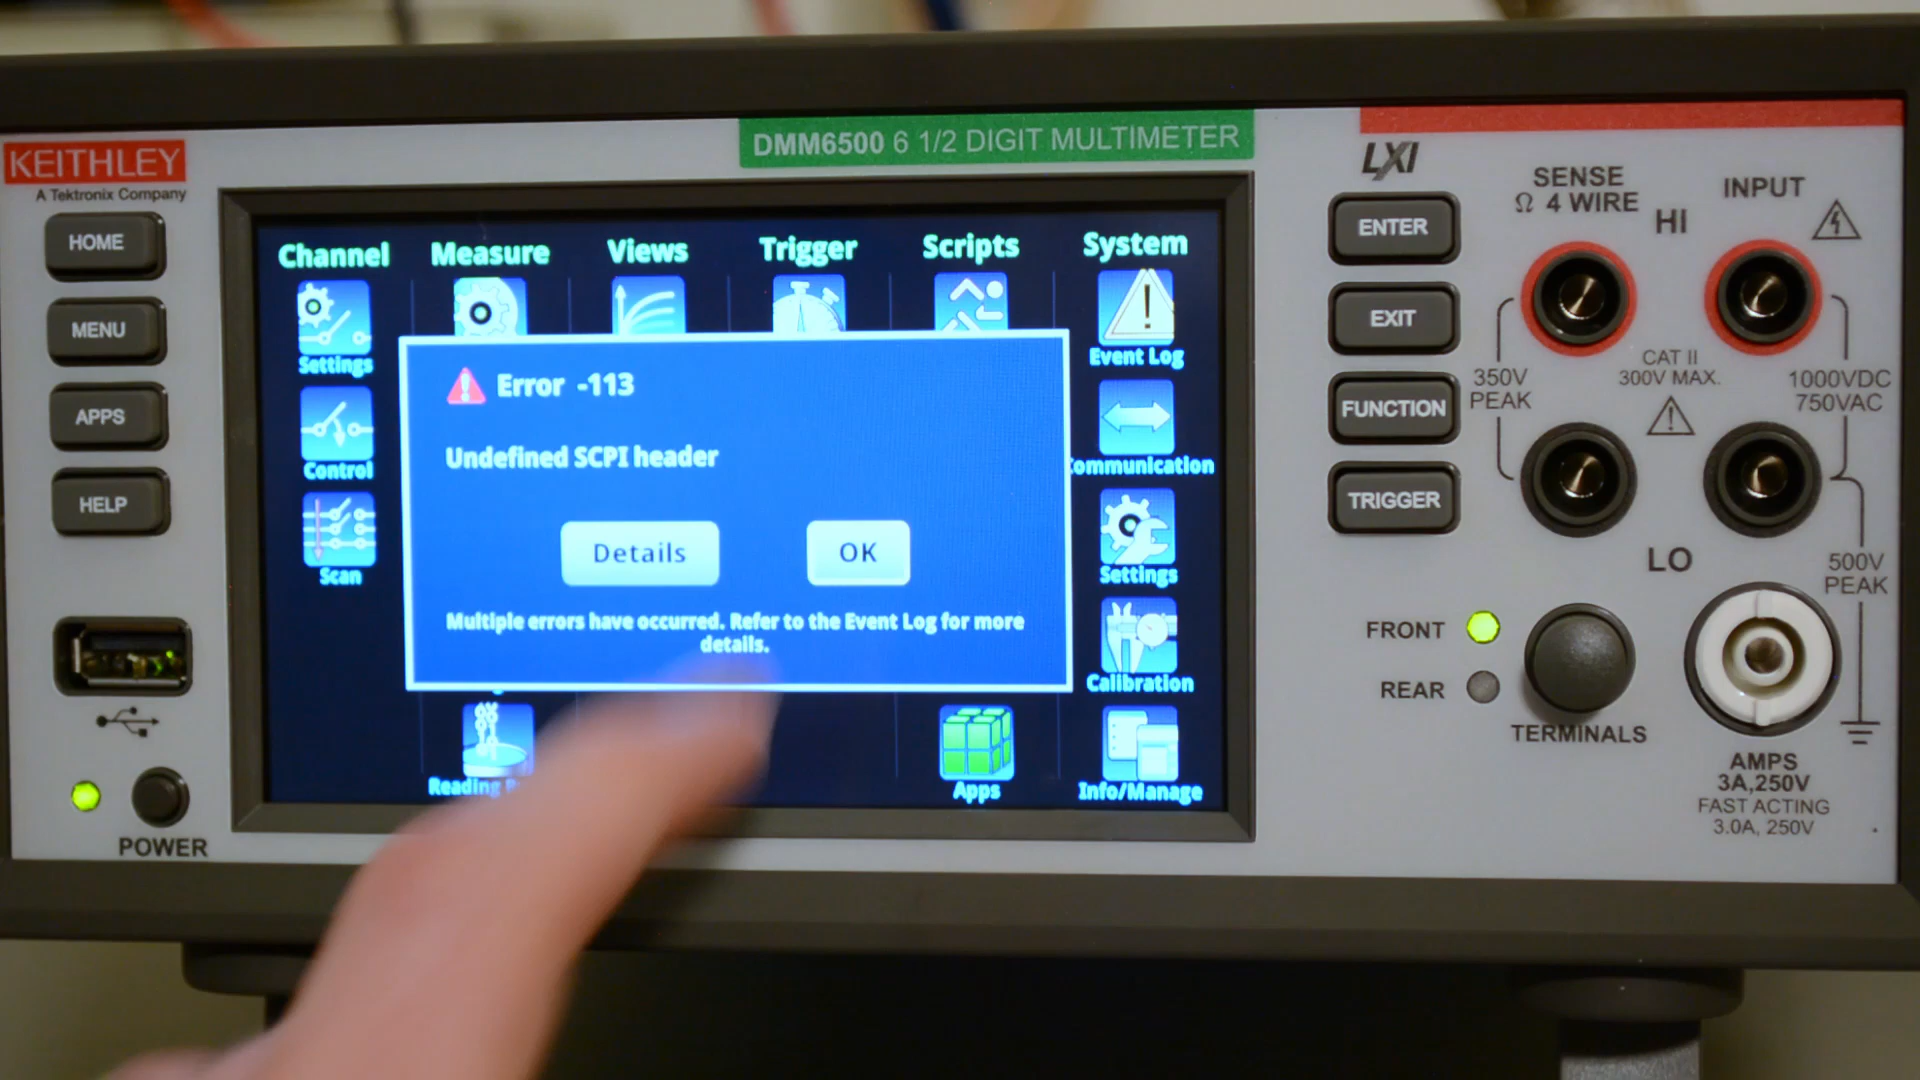 KEITHLEY
A Tektronix Company
DMM6500 6 1/2 DIGIT MULTIMETER
LXI
HOME
MENU
APPS
HELP
POWER
Channel
Measure
Views
Trigger
Scripts
System
Settings
Control
Scan
Event Log
Settings
Calibration
Info/Manage
Apps
Reading
Error -113
Undefined SCPI header
Details
OK
Multiple errors have occurred. Refer to the Event Log for more
details.
ENTER
EXIT
FUNCTION
TRIGGER
SENSE
Ω 4 WIRE
HI
INPUT
350V
PEAK
CAT II
300V MAX.
1000VDC
750VAC
LO
500V
PEAK
FRONT
REAR
TERMINALS
AMPS
3A,250V
FAST ACTING
3.0A, 250V